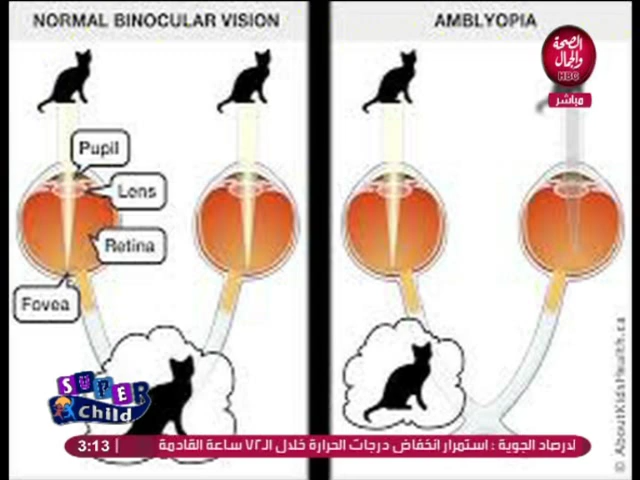 NORMAL BINOCULAR VISION
AMBLYOPIA
الصحة
والجمال
HBC
مباشر
Pupil
Lens
Retina
Fovea
SUPER
Child
© AboutKidsHealth.ca
3:13
لارصاد الجوية : استمرار انخفاض درجات الحرارة خلال الـ٧٢ ساعة القادمة